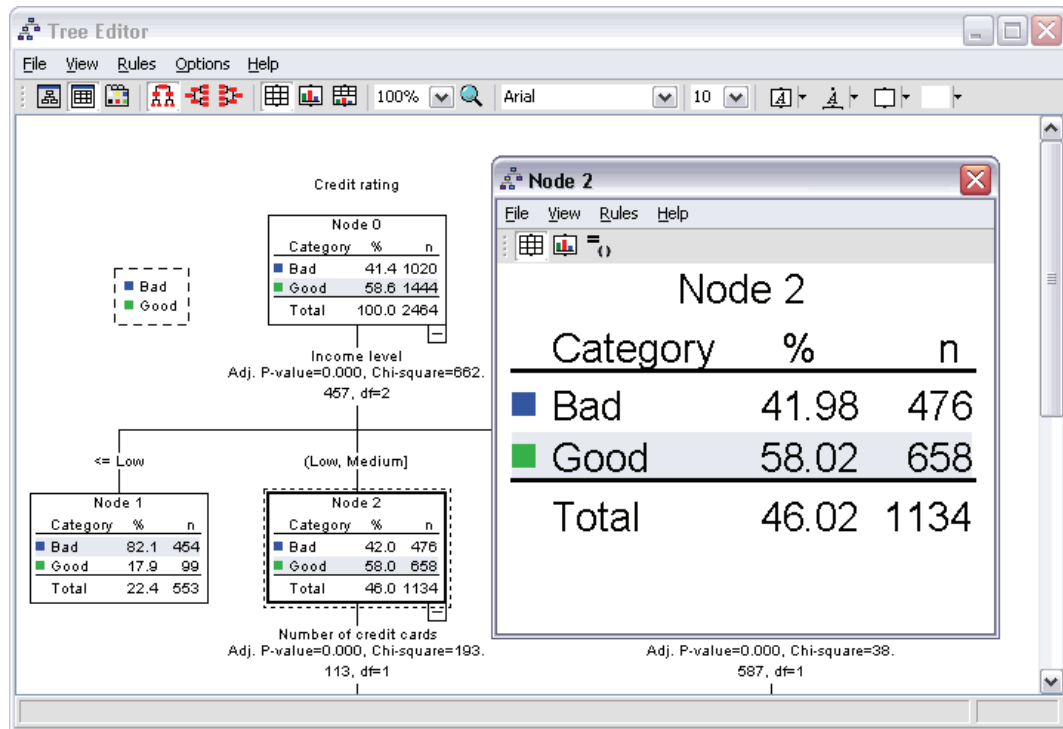 Tree Editor
File View Rules Options Help
100% Arial 10 A A
Credit rating
Node 0
Category % n
Bad 41.4 1020
Good 58.6 1444
Total 100.0 2464
Bad
Good
Income level
Adj. P-value=0.000, Chi-square=662.
457, df=2
<= Low
(Low, Medium]
Node 1
Category % n
Bad 82.1 454
Good 17.9 99
Total 22.4 553
Node 2
Category % n
Bad 42.0 476
Good 58.0 658
Total 46.0 1134
Number of credit cards
Adj. P-value=0.000, Chi-square=193.
113, df=1
Node 2
File View Rules Help
=()
Node 2
Category % n
Bad 41.98 476
Good 58.02 658
Total 46.02 1134
Adj. P-value=0.000, Chi-square=38.
587, df=1